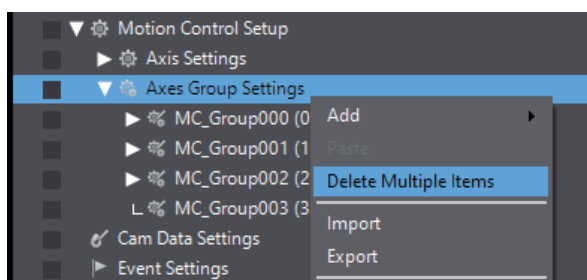 Motion Control Setup
Axis Settings
Axes Group Settings
MC_Group000 (0
MC_Group001 (1
MC_Group002 (2
MC_Group003 (3
Cam Data Settings
Event Settings
Add
Paste
Delete Multiple Items
Import
Export